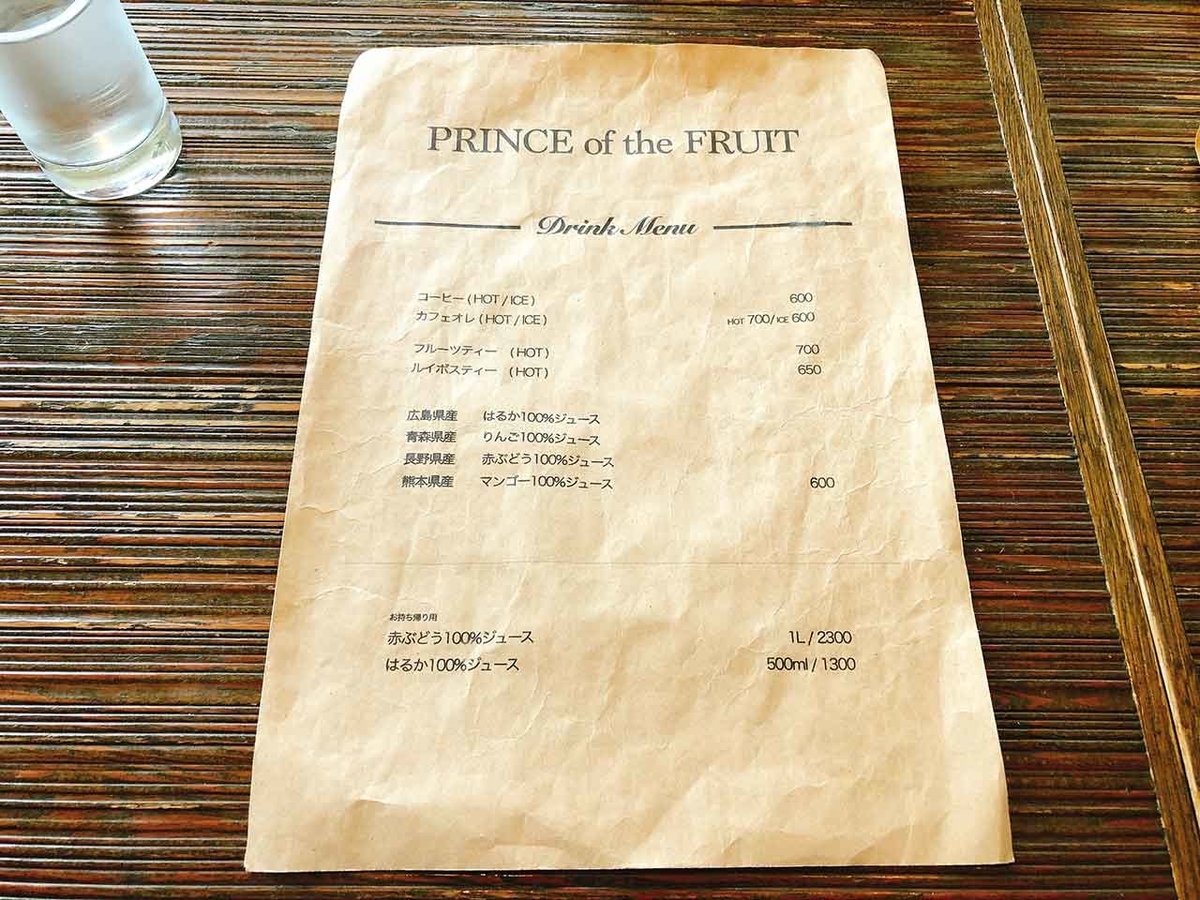 PRINCE of the FRUIT
Drink Menu
コーヒー ( HOT / ICE ) 600
カフェオレ ( HOT / ICE ) HOT 700/ ICE 600
フルーツティー ( HOT ) 700
ルイボスティー ( HOT ) 650
広島県産 はるか100%ジュース
青森県産 りんご100%ジュース
長野県産 赤ぶどう100%ジュース
熊本県産 マンゴー100%ジュース 600
お持ち帰り用
赤ぶどう100%ジュース 1L / 2300
はるか100%ジュース 500ml / 1300